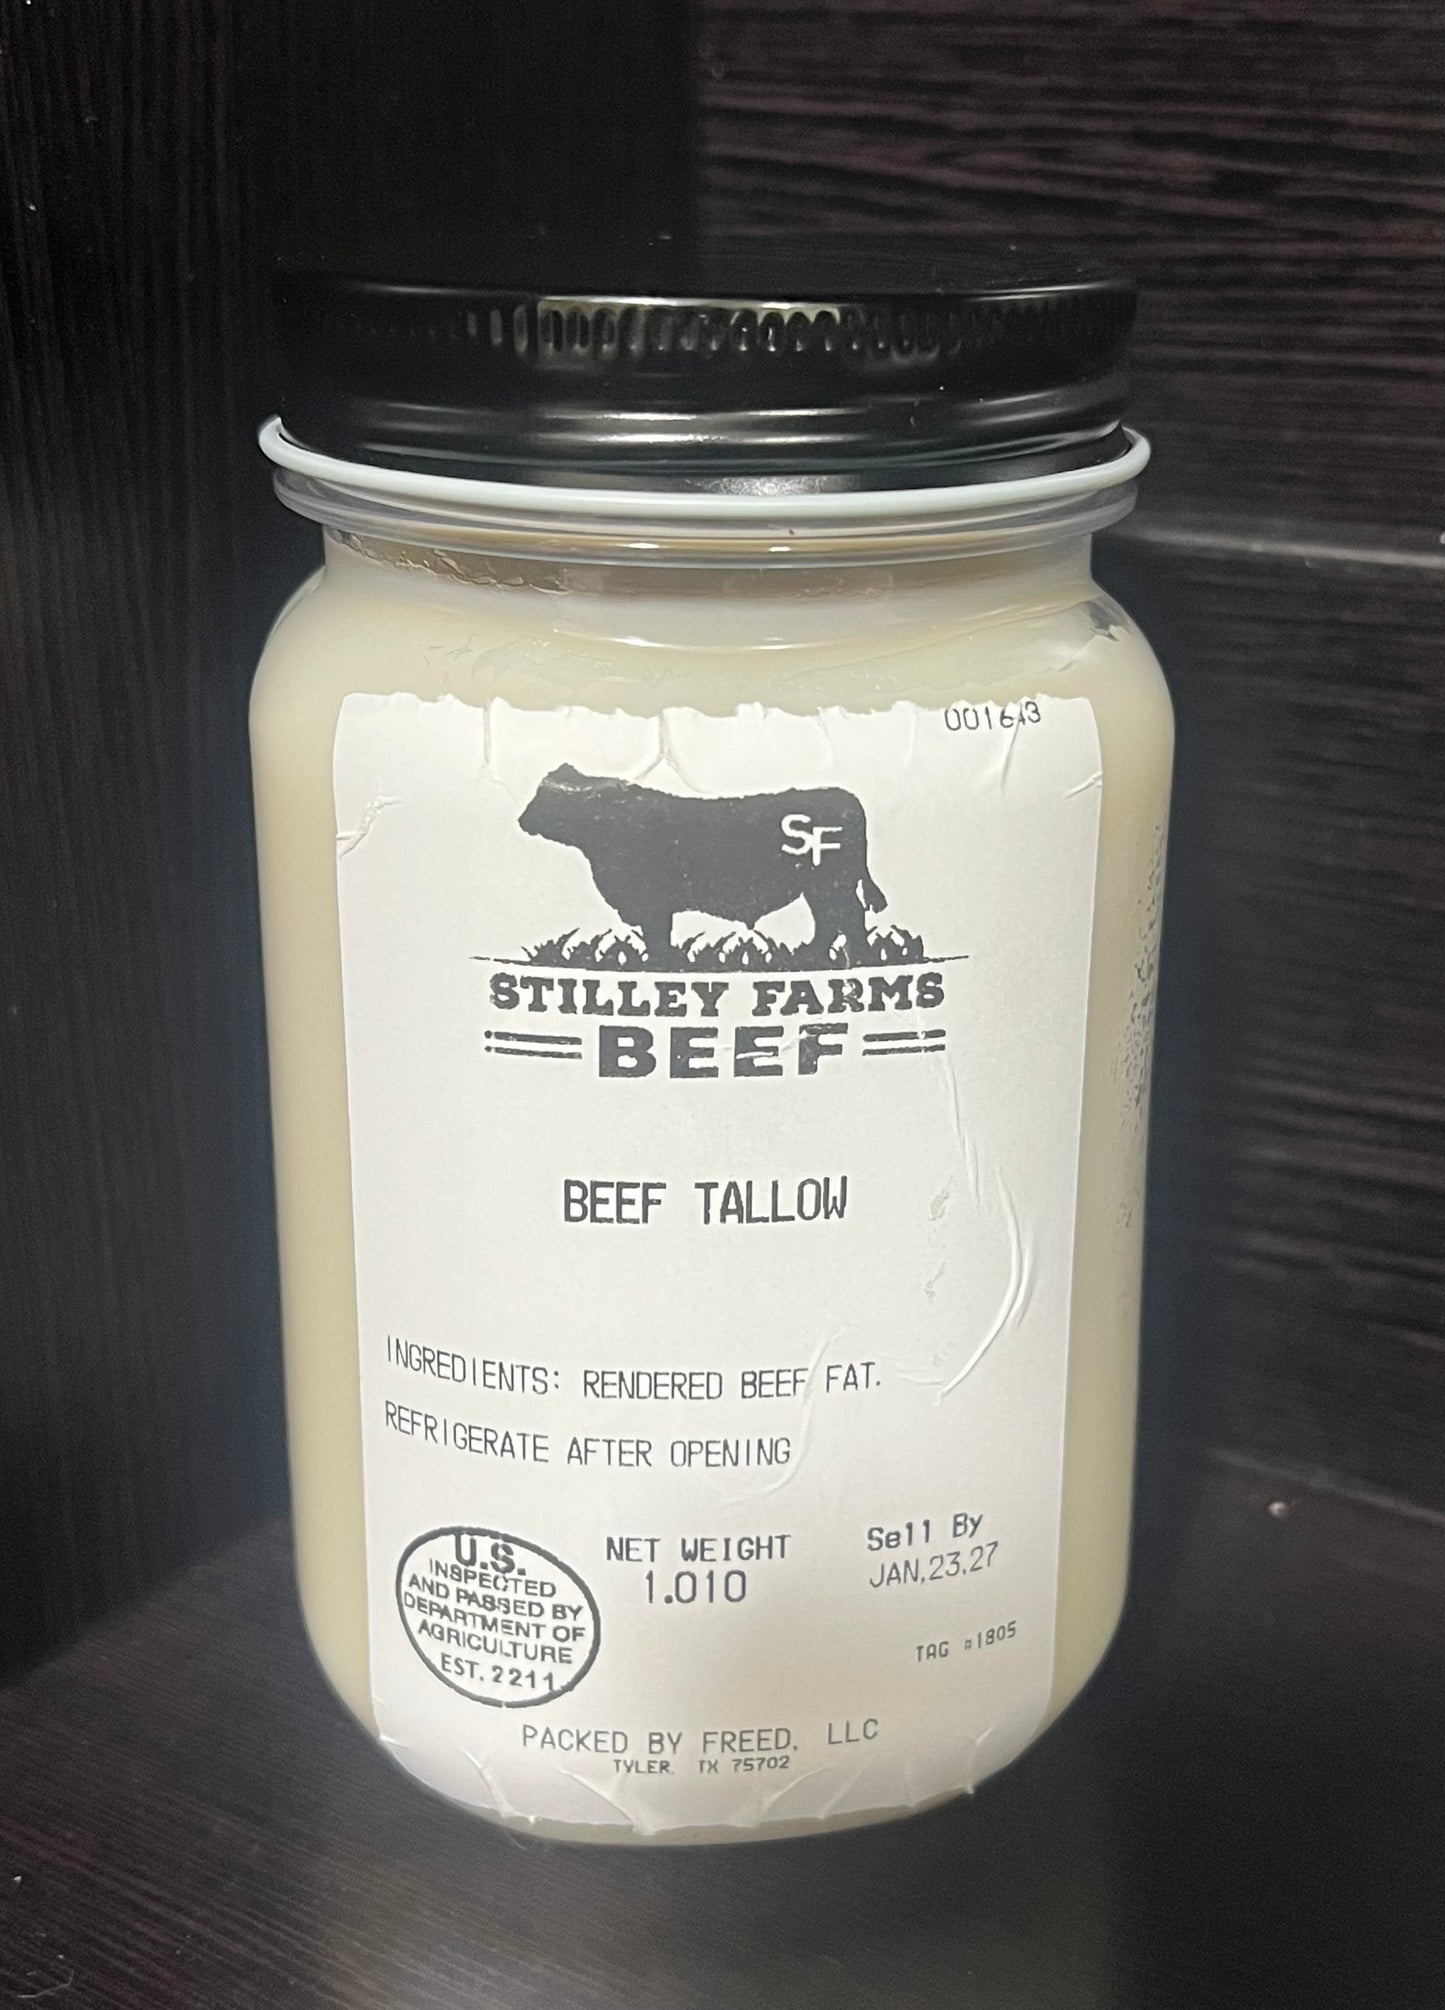 001643
SF
STILLEY FARMS
BEEF
BEEF TALLOW
INGREDIENTS: RENDERED BEEF FAT.
REFRIGERATE AFTER OPENING
U.S.
INSPECTED
AND PASSED BY
DEPARTMENT OF
AGRICULTURE
EST. 2211
NET WEIGHT
1.010
Sell By
JAN,23,27
TAG #1805
PACKED BY FREED, LLC
TYLER, TX 75702